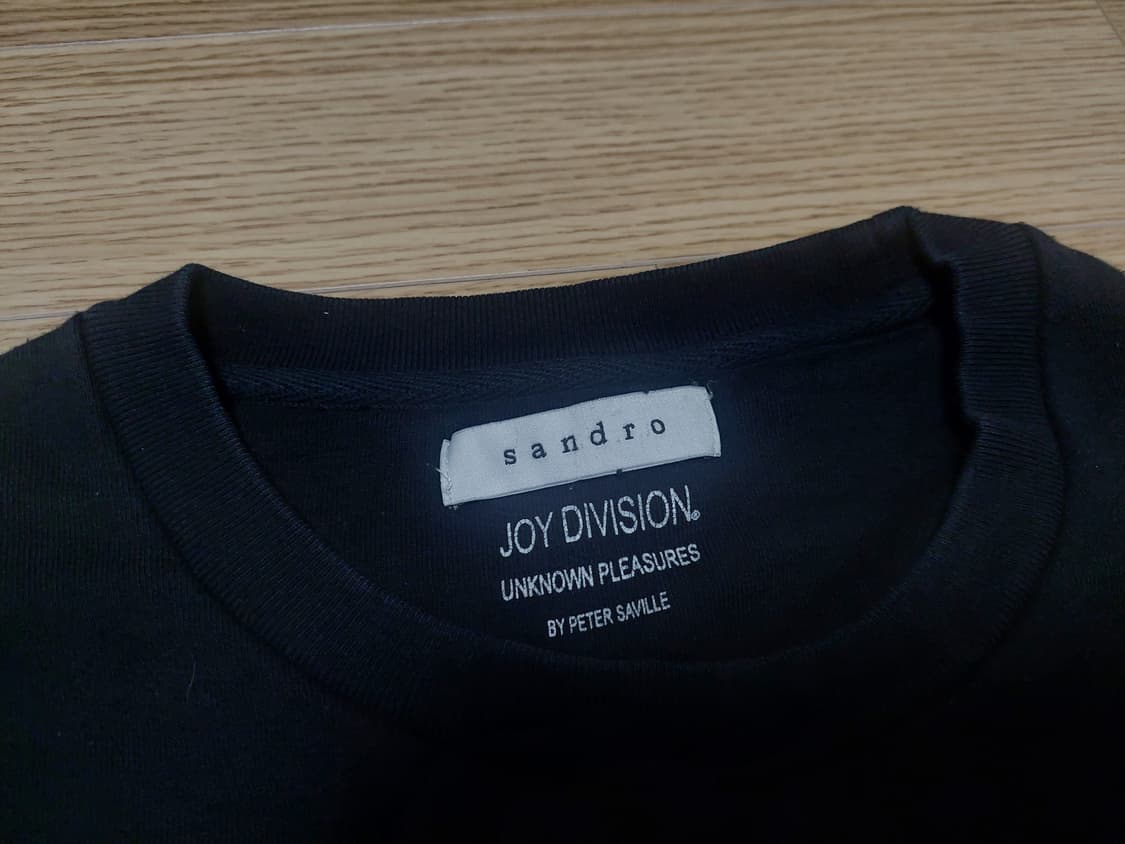 sandro
JOY DIVISION®
UNKNOWN PLEASURES
BY PETER SAVILLE